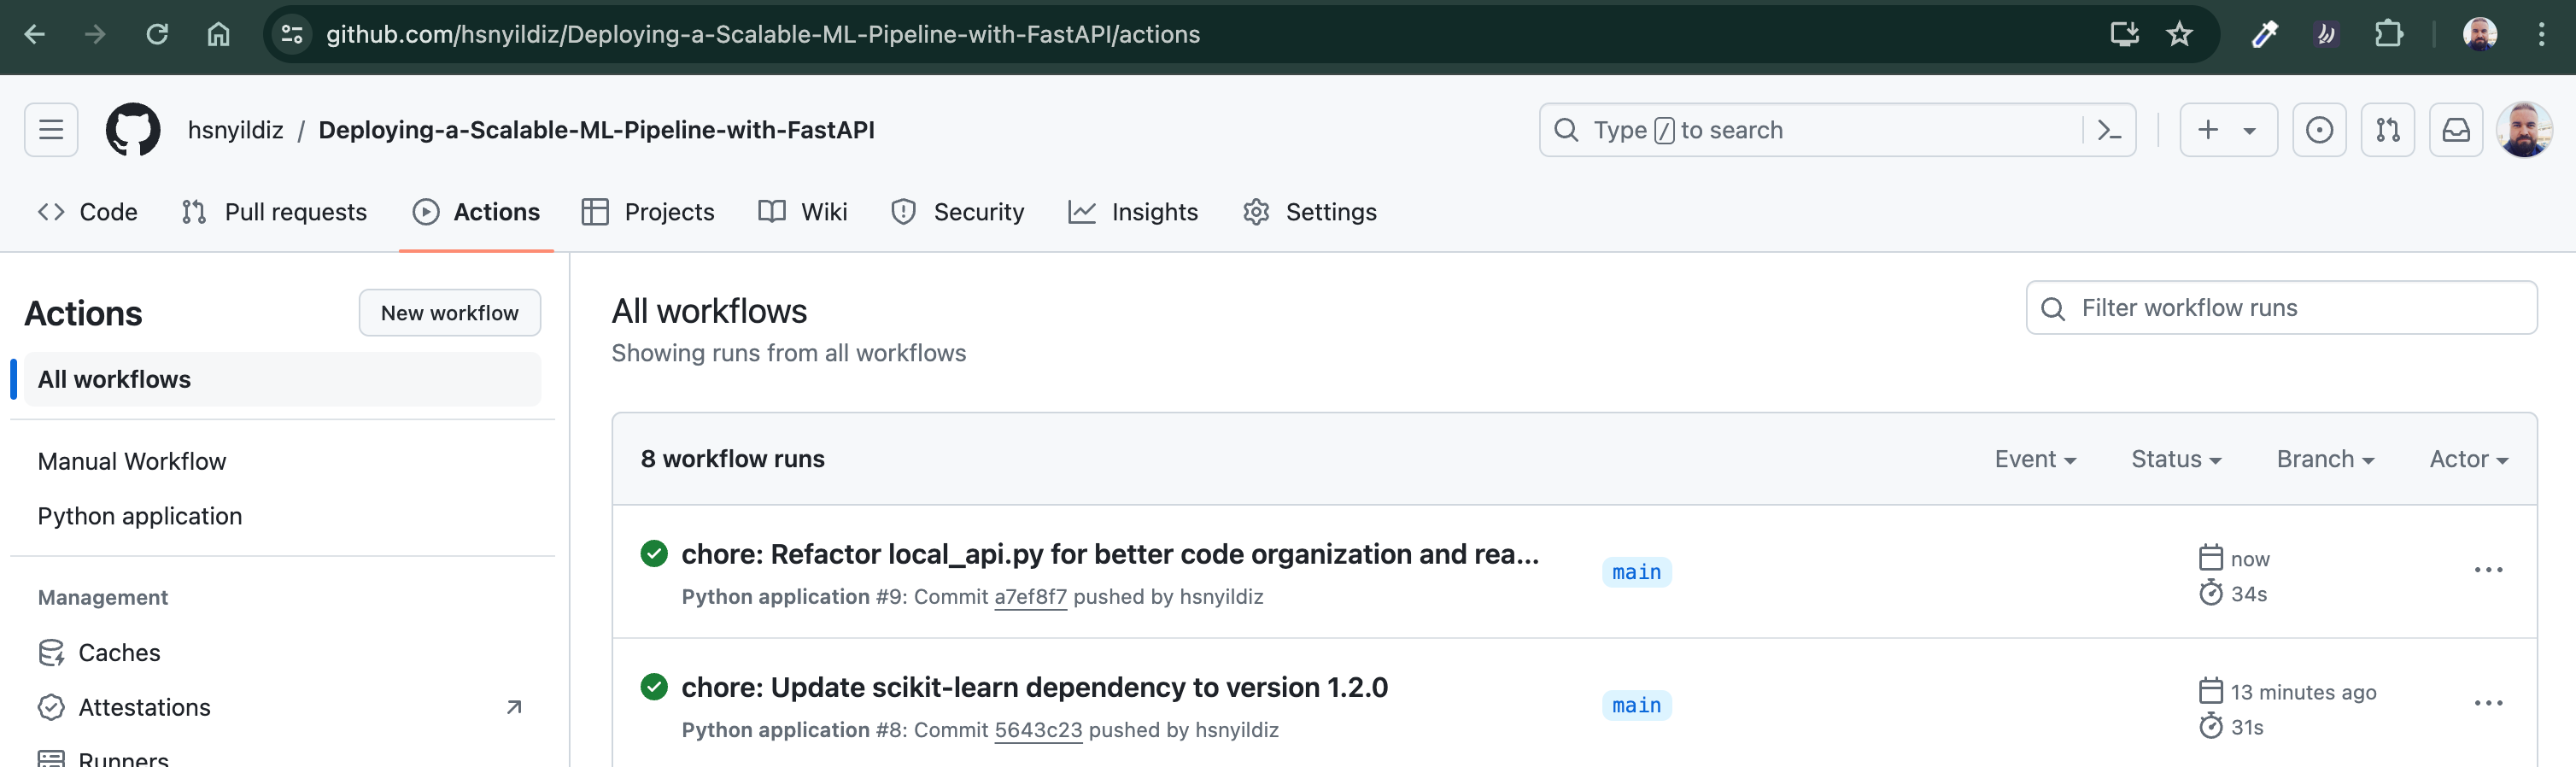 github.com/hsnyildiz/Deploying-a-Scalable-ML-Pipeline-with-FastAPI/actions
hsnyildiz / Deploying-a-Scalable-ML-Pipeline-with-FastAPI
Type / to search
Code
Pull requests
Actions
Projects
Wiki
Security
Insights
Settings
Actions
New workflow
All workflows
Manual Workflow
Python application
Management
Caches
Attestations
Runners
All workflows
Showing runs from all workflows
Filter workflow runs
8 workflow runs
Event
Status
Branch
Actor
chore: Refactor local_api.py for better code organization and rea...
Python application #9: Commit a7ef8f7 pushed by hsnyildiz
main
now
34s
chore: Update scikit-learn dependency to version 1.2.0
Python application #8: Commit 5643c23 pushed by hsnyildiz
main
13 minutes ago
31s